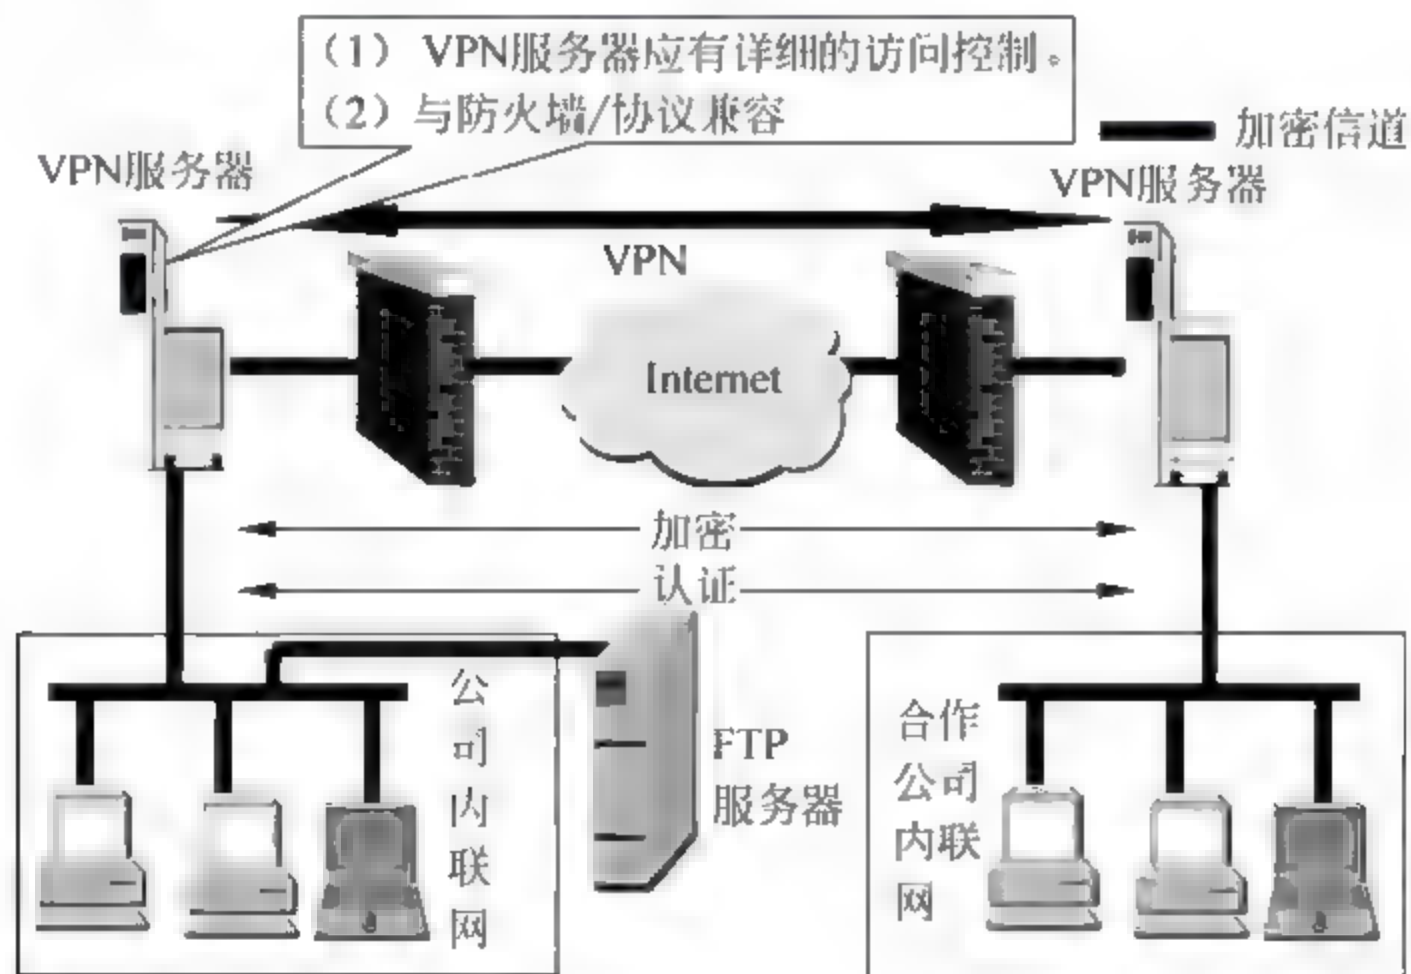 （1） VPN服务器应有详细的访问控制。
（2）与防火墙/协议兼容
加密信道
VPN服务器
VPN服务器
VPN
Internet
加密
认证
公
司
内
联
网
FTP
服务器
合作
公司
内联
网